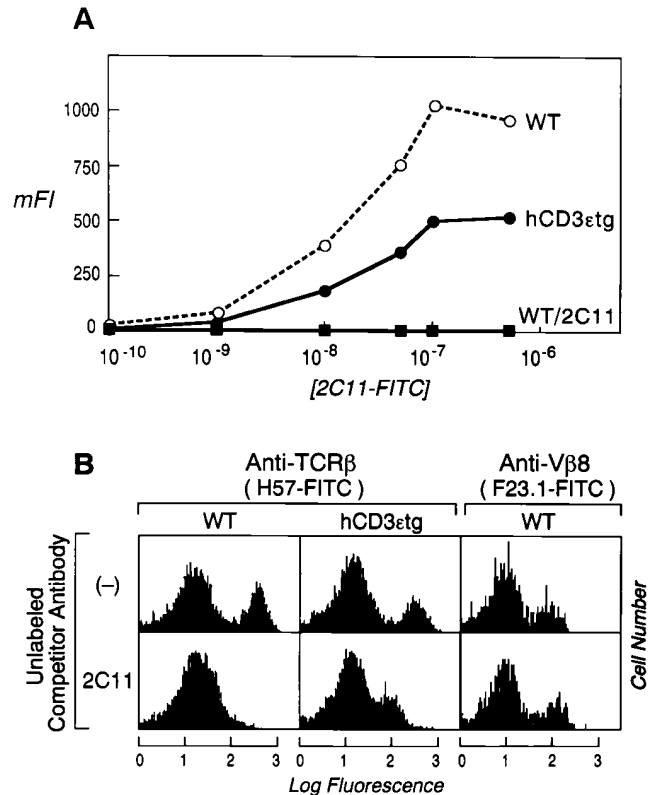 A
1000
750
500
250
0
mFI
WT
hCD3εtg
WT/2C11
10-10
10-9
10-8
10-7
10-6
[2C11-FITC]
B
Anti-TCRβ
( H57-FITC )
Anti-Vβ8
( F23.1-FITC )
WT
hCD3εtg
WT
Unlabeled
Competitor Antibody
(–)
2C11
Cell Number
0 1 2 3
0 1 2 3
0 1 2 3
Log Fluorescence